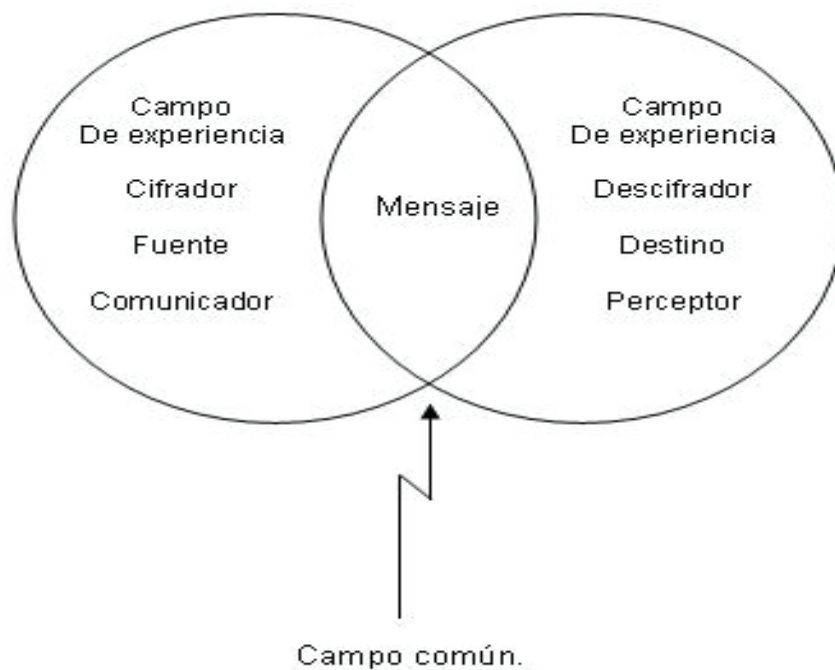 Campo
De experiencia
Cifrador
Fuente
Comunicador
Mensaje
Campo
De experiencia
Descifrador
Destino
Perceptor
Campo común.